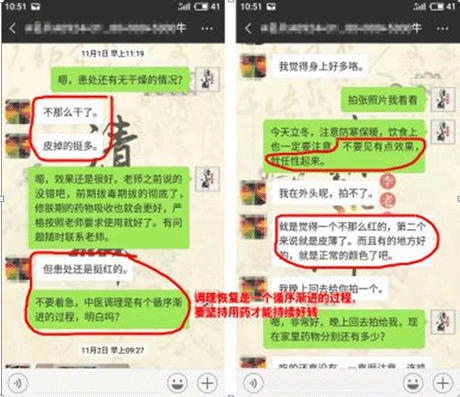 10:51
41
牛
11月1日 早上11:19
嗯，患处还有无干燥的情况?
不那么干了。
皮掉的挺多。
嗯，效果还是很好，老师之前说的
没错吧，前期拔毒期拔的彻底了，
修肤期的药物吸收也就会更好，严
格按照老师要求使用就好了。有问
题随时联系老师。
但患处还是挺红的。
不要着急，中医调理是有个循序渐
进的过程，明白吗?
11月2日 早上09:27
清
10:51
41
牛
我觉得身上好多咯。
拍张照片我看看
今天立冬，注意防寒保暖，饮食上
也一定要注意，不要见有点效果，
就任性起来。
我在外头呢，拍不了。
就是觉得一个不那么红的，第二个
来说就是皮薄了。而且有的地方好
的，就是正常的颜色了吧。
我晚上回去给你拍一个。
嗯，非常好，晚上回去拍给我，现
在家里药物分别还有多少?
调理恢复是一个循序渐进的过程，
要坚持用药才能持续好转